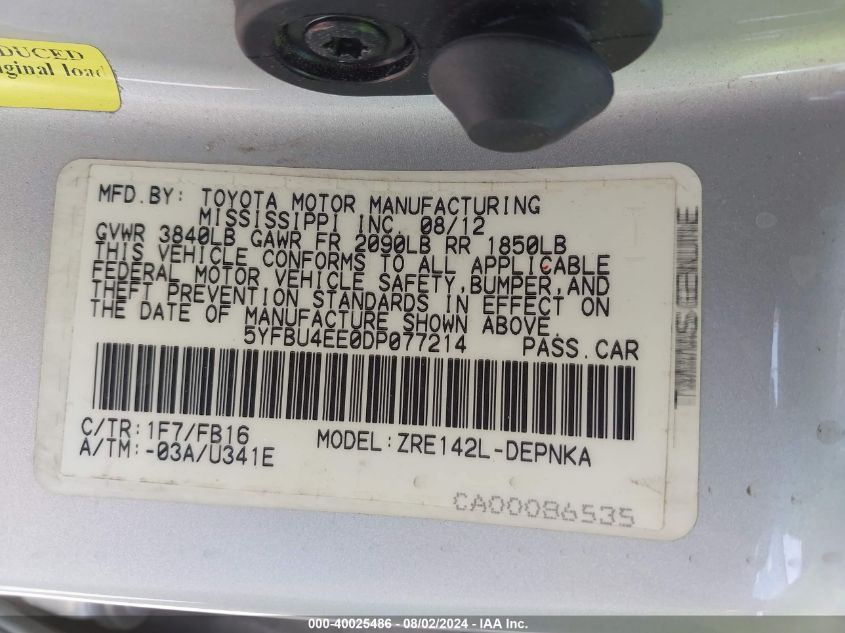 DUCED
iginal load
MFD.BY: TOYOTA MOTOR MANUFACTURING
MISSISSIPPI INC. 08/12
GVWR 3840LB GAWR FR 2090LB RR 1850LB
THIS VEHICLE CONFORMS TO ALL APPLICABLE
FEDERAL MOTOR VEHICLE SAFETY,BUMPER,AND
THEFT PREVENTION STANDARDS IN EFFECT ON
THE DATE OF MANUFACTURE SHOWN ABOVE.
5YFBU4EE0DP077214 PASS.CAR
C/TR:1F7/FB16 MODEL:ZRE142L-DEPNKA
A/TM:-03A/U341E
CA00086535
000-40025486 - 08/02/2024 - IAA Inc.